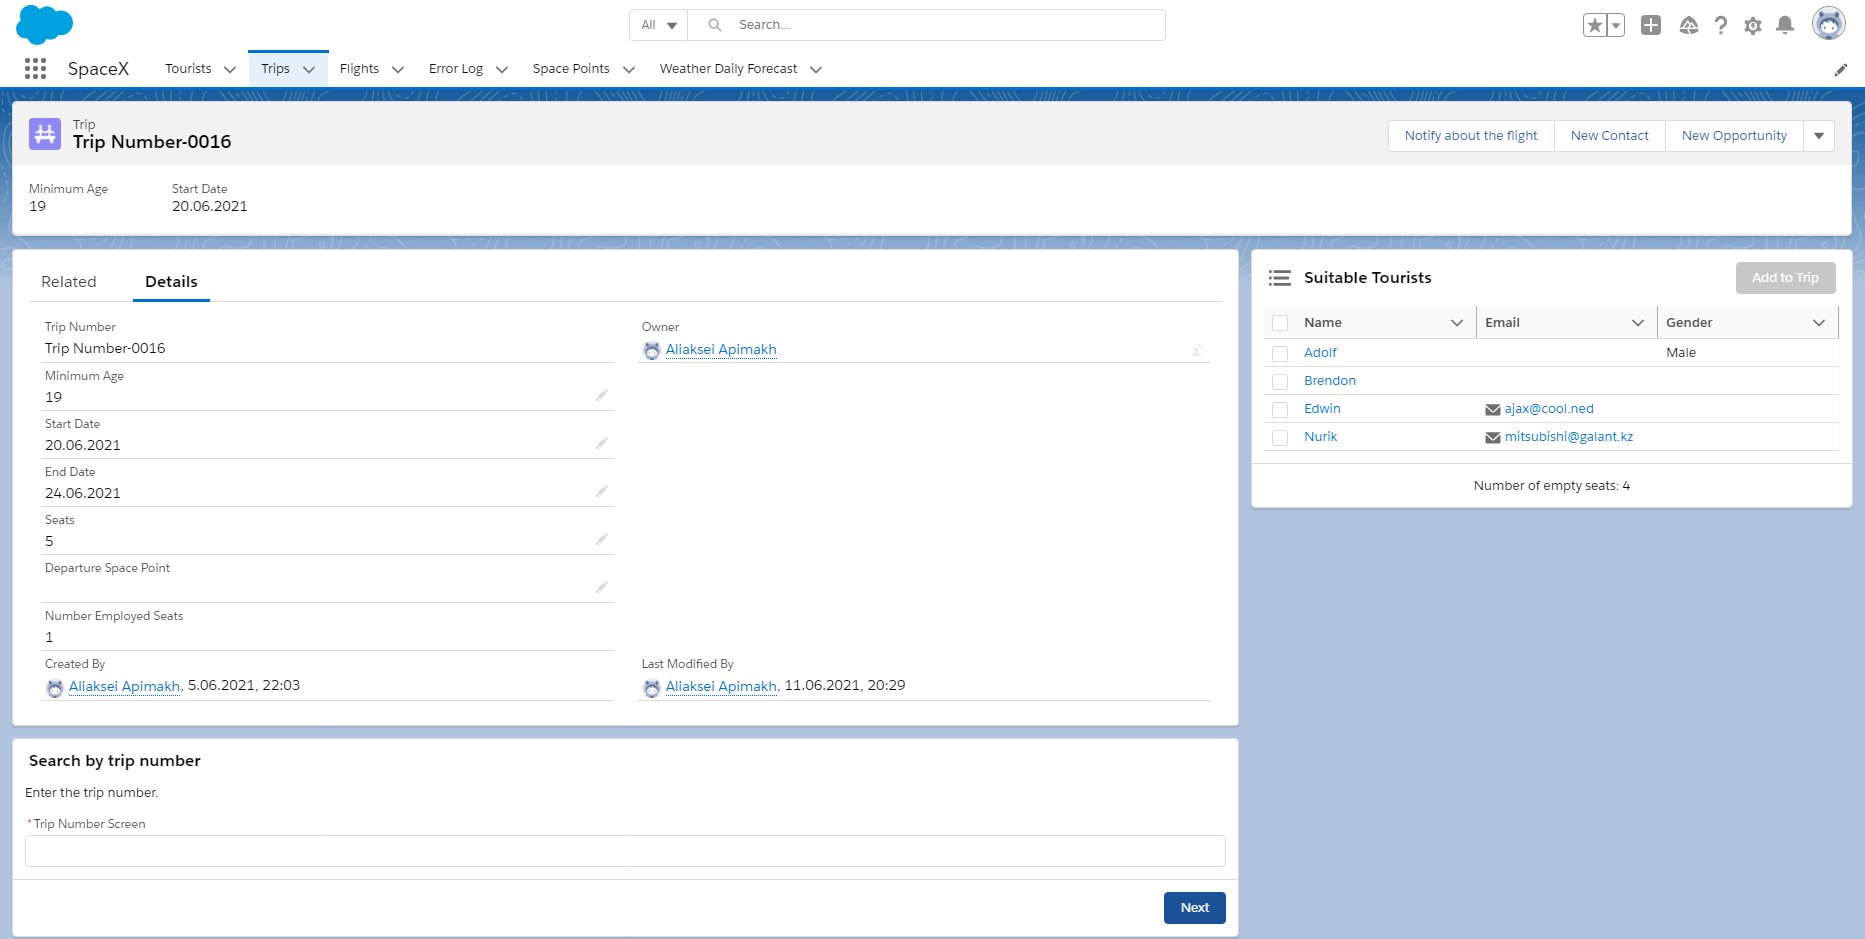 All
Search...
SpaceX Tourists Trips Flights Error Log Space Points Weather Daily Forecast
Trip
Trip Number-0016
Notify about the flight New Contact New Opportunity
Minimum Age Start Date
19 20.06.2021
Related Details
Trip Number
Trip Number-0016
Owner
Aliaksei Apimakh
Minimum Age
19
Start Date
20.06.2021
End Date
24.06.2021
Seats
5
Departure Space Point
Number Employed Seats
1
Created By
Aliaksei Apimakh, 5.06.2021, 22:03
Last Modified By
Aliaksei Apimakh, 11.06.2021, 20:29
Suitable Tourists
Add to Trip
Name Email Gender
Adolf Male
Brendon
Edwin ajax@cool.ned
Nurik mitsubishi@galant.kz
Number of empty seats: 4
Search by trip number
Enter the trip number.
*Trip Number Screen
Next